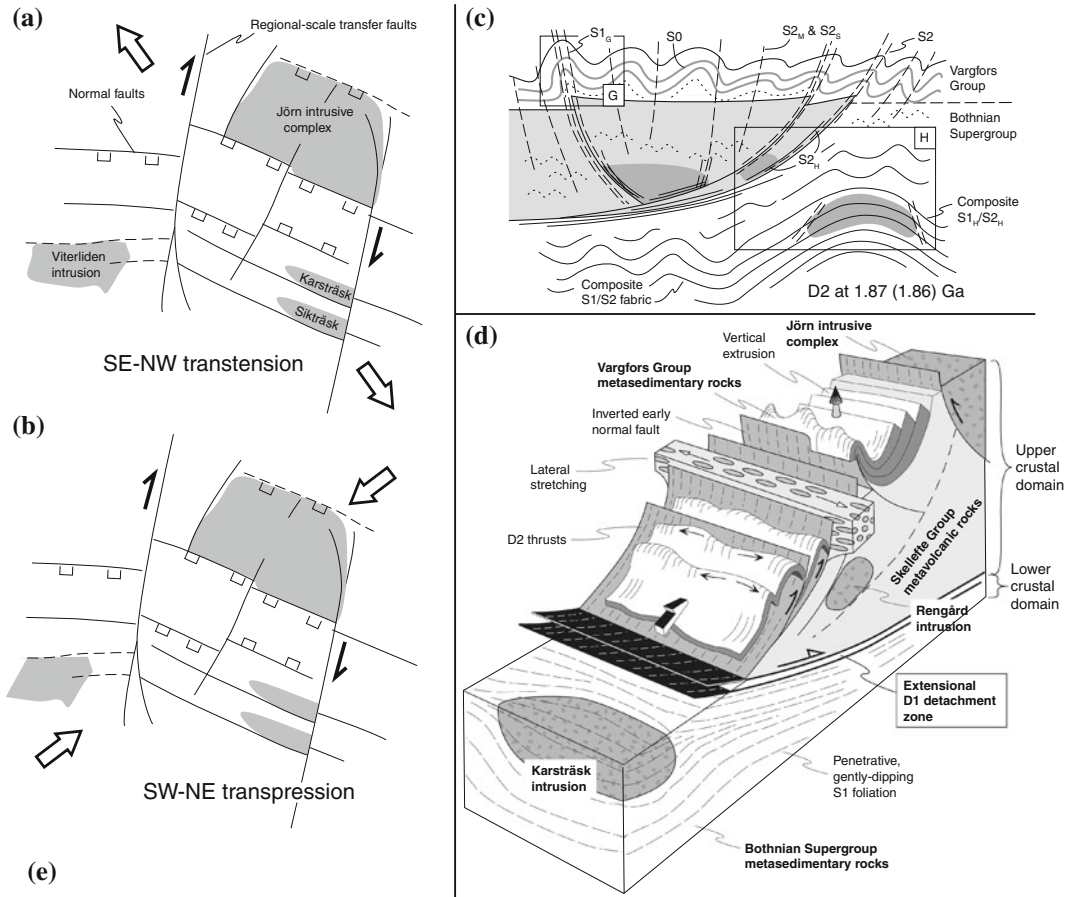 (a)
Regional-scale transfer faults
Normal faults
Jörn intrusive
complex
Viterliden
intrusion
Karsträsk
Sikträsk
SE-NW transtension
(b)
SW-NE transpression
(e)
(c)
S1G
S0
S2M & S2S
S2
Vargfors
Group
G
Bothnian
Supergroup
H
S2H
Composite
S1H/S2H
Composite
S1/S2 fabric
D2 at 1.87 (1.86) Ga
(d)
Vertical
extrusion
Jörn intrusive
complex
Vargfors Group
metasedimentary rocks
Inverted early
normal fault
Lateral
stretching
D2 thrusts
Upper
crustal
domain
Skellefte Group
metavolcanic rocks
Lower
crustal
domain
Rengård
intrusion
Extensional
D1 detachment
zone
Karsträsk
intrusion
Penetrative,
gently-dipping
S1 foliation
Bothnian Supergroup
metasedimentary rocks